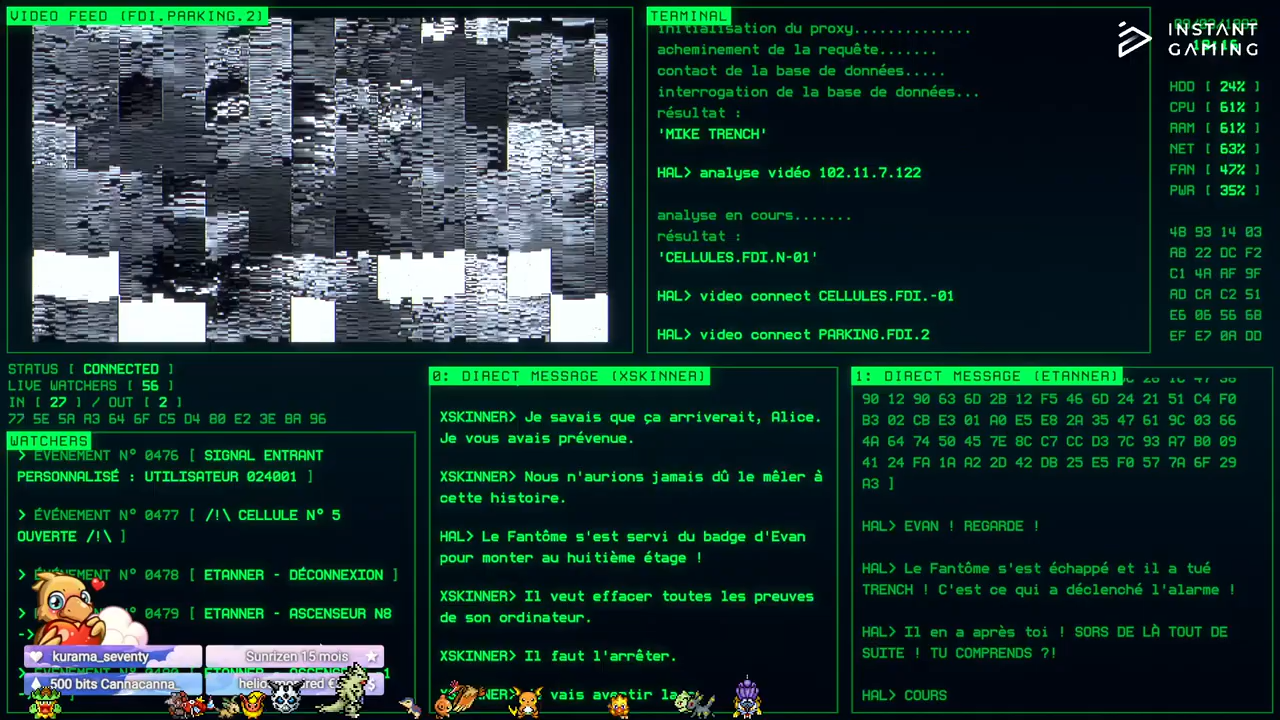 VIDEO FEED (FDI.PARKING.2)
TERMINAL
initialisation du proxy..............
acheminement de la requête.......
contact de la base de données.....
interrogation de la base de données...
résultat :
'MIKE TRENCH'
HAL> analyse vidéo 102.11.7.122
analyse en cours.......
résultat :
'CELLULES.FDI.N-01'
HAL> video connect CELLULES.FDI.-01
HAL> video connect PARKING.FDI.2
INSTANT
GAMING
HDD [ 24% ]
CPU [ 61% ]
RAM [ 61% ]
NET [ 63% ]
FAN [ 47% ]
PWR [ 35% ]
4B 93 14 03
AB 22 DC F2
C1 4A AF 9F
AD CA C2 51
E6 06 56 68
EF E7 0A DD
STATUS [ CONNECTED ]
LIVE WATCHERS [ 56 ]
IN [ 27 ] / OUT [ 2 ]
77 5E 5A A3 64 6F C5 D4 80 E2 3E 8A 96
WATCHERS
> ÉVÉNEMENT N° 0476 [ SIGNAL ENTRANT
PERSONNALISÉ : UTILISATEUR 024001 ]
> ÉVÉNEMENT N° 0477 [ /!\ CELLULE N° 5
OUVERTE /!\ ]
> ÉVÉNEMENT N° 0478 [ ETANNER - DÉCONNEXION ]
> N° 0479 [ ETANNER - ASCENSEUR N8
->
kurama_seventy
Sunrizen 15 mois
500 bits Cannacanna
0: DIRECT MESSAGE (XSKINNER)
XSKINNER> Je savais que ça arriverait, Alice.
Je vous avais prévenue.
XSKINNER> Nous n'aurions jamais dû le mêler à
cette histoire.
HAL> Le Fantôme s'est servi du badge d'Evan
pour monter au huitième étage !
XSKINNER> Il veut effacer toutes les preuves
de son ordinateur.
XSKINNER> Il faut l'arrêter.
vais avertir
1: DIRECT MESSAGE (ETANNER)
90 12 90 63 6D 2B 12 F5 46 6D 24 21 51 C4 F0
B3 02 CB E3 01 A0 E5 E8 2A 35 47 61 9C 03 66
4A 64 74 50 45 7E 8C C7 CC D3 7C 93 A7 B0 09
41 24 FA 1A A2 2D 42 DB 25 E5 F0 57 7A 6F 29
A3 ]
HAL> EVAN ! REGARDE !
HAL> Le Fantôme s'est échappé et il a tué
TRENCH ! C'est ce qui a déclenché l'alarme !
HAL> Il en a après toi ! SORS DE LÀ TOUT DE
SUITE ! TU COMPRENDS ?!
HAL> COURS